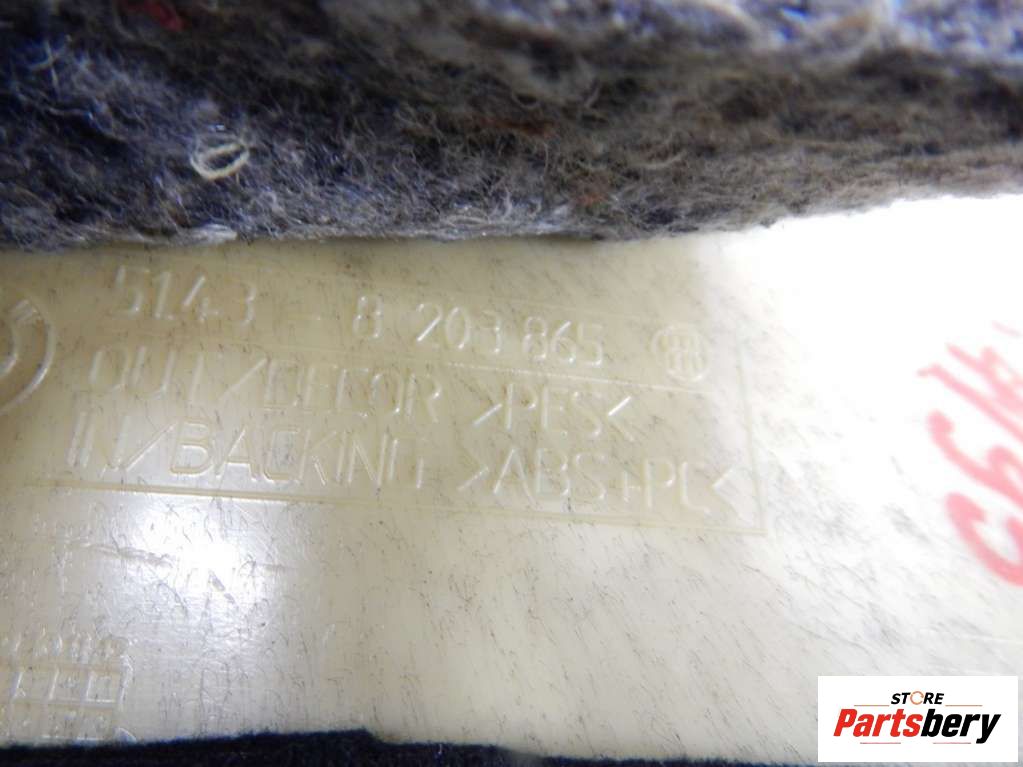 5143 - 8 203 865
OUT/DECOR >PES<
IN/BACKING >ABS+PC<
STORE
Partsbery